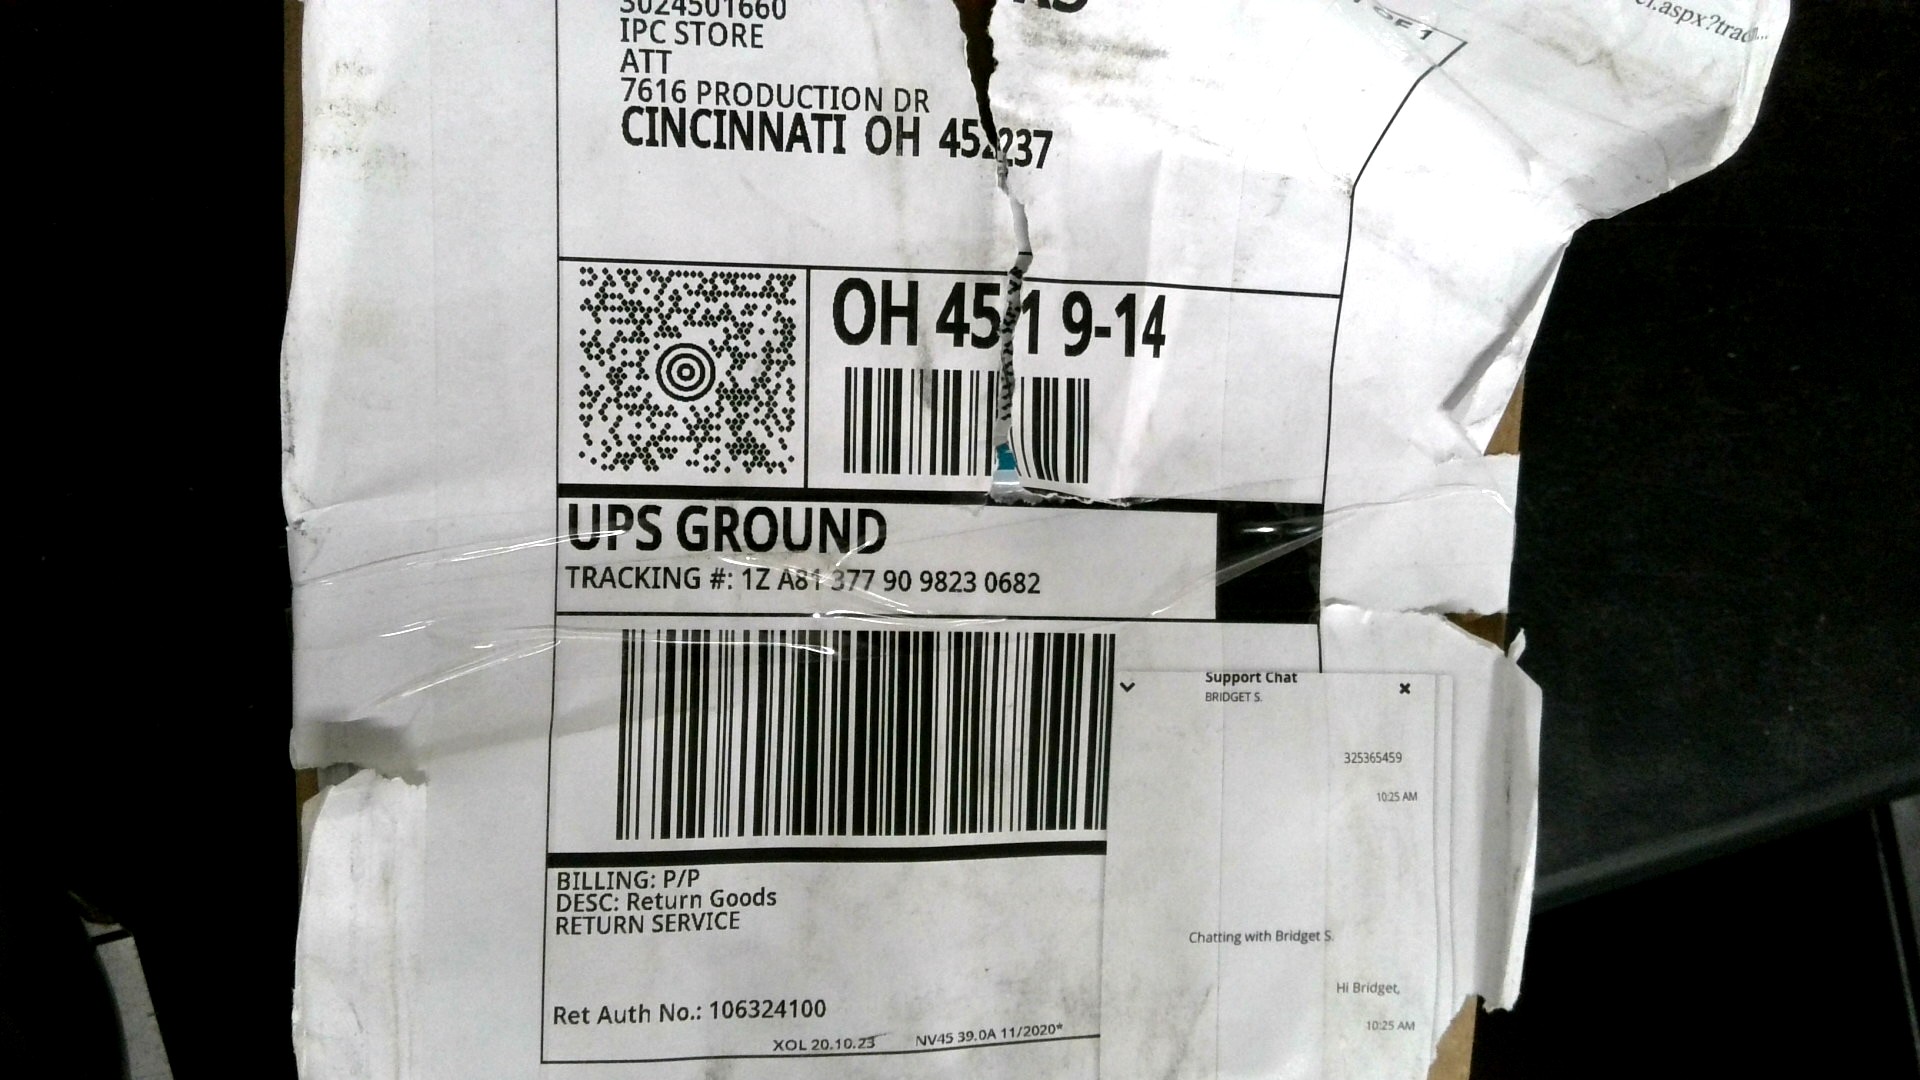 3024501660
IPC STORE
ATT
7616 PRODUCTION DR
CINCINNATI OH 45237
OH 45 1 9-14
UPS GROUND
TRACKING #: 1Z A81 377 90 9823 0682
Support Chat
BRIDGET S.
325365459
10:25 AM
Chatting with Bridget S.
Hi Bridget,
10:25 AM
BILLING: P/P
DESC: Return Goods
RETURN SERVICE
Ret Auth No.: 106324100
XOL 20.10.23 NV45 39.0A 11/2020*